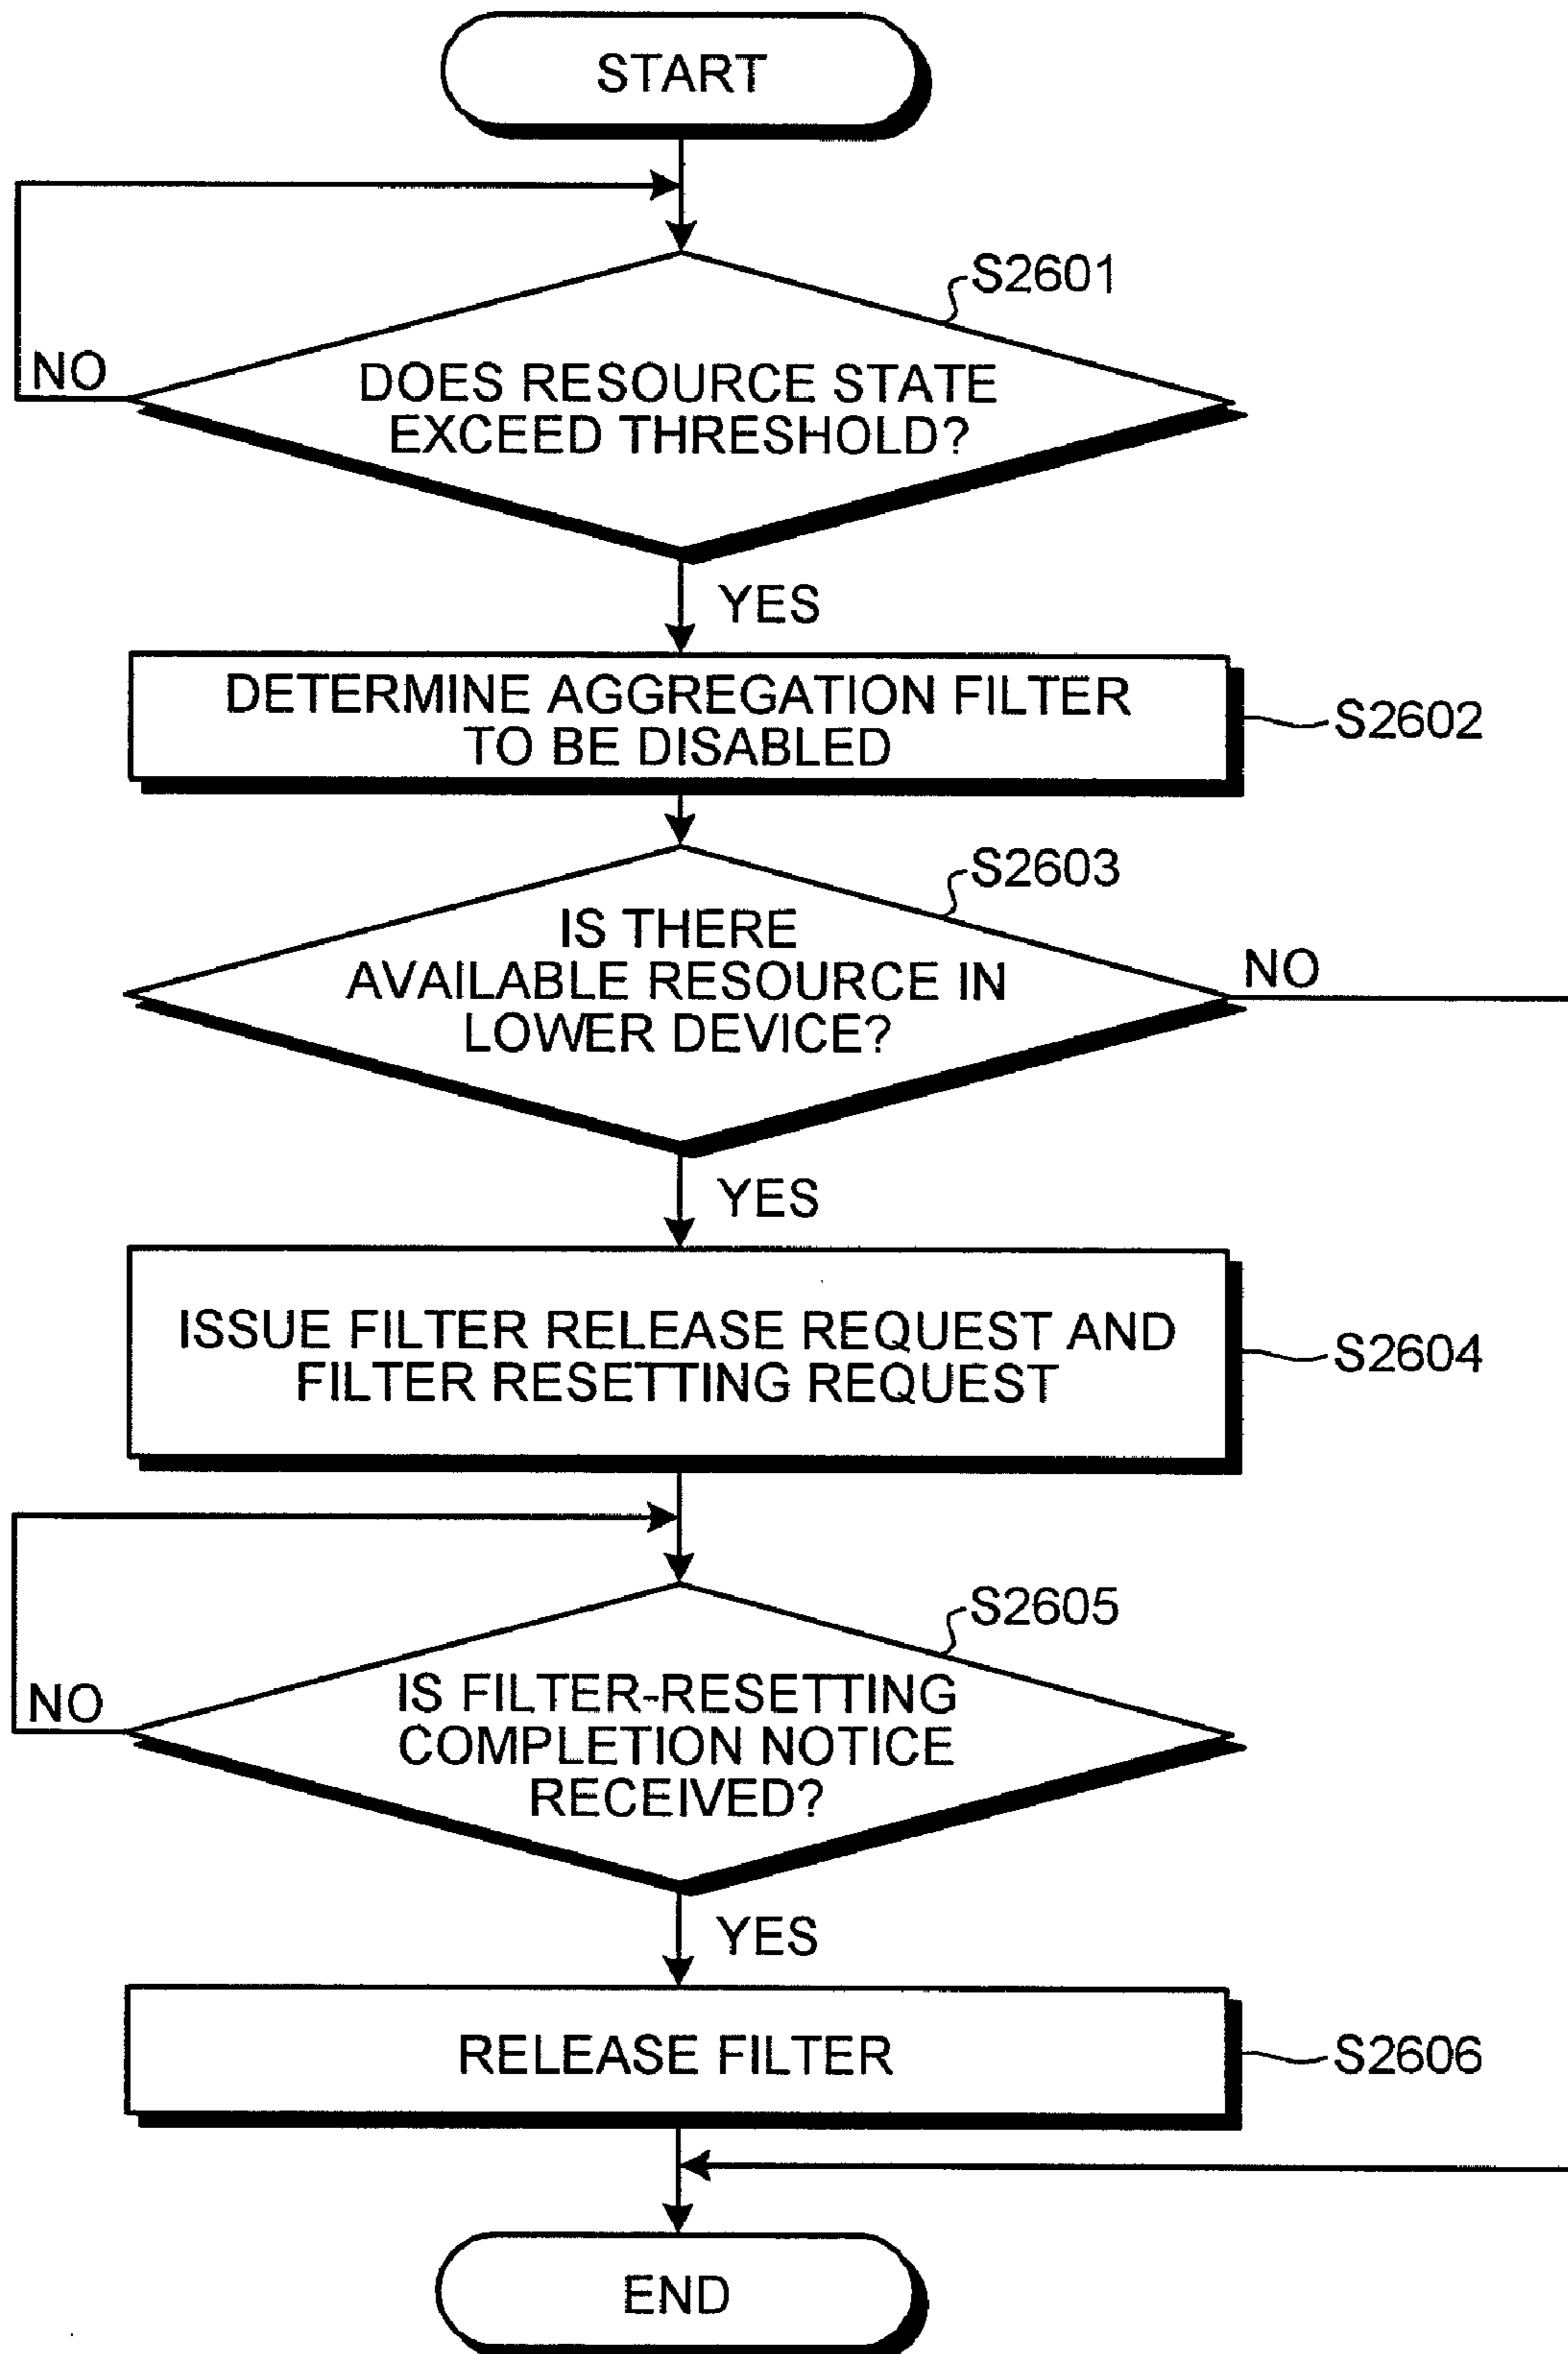 START
S2601
NO
DOES RESOURCE STATE
EXCEED THRESHOLD?
YES
DETERMINE AGGREGATION FILTER
TO BE DISABLED
S2602
S2603
IS THERE
AVAILABLE RESOURCE IN
LOWER DEVICE?
NO
YES
ISSUE FILTER RELEASE REQUEST AND
FILTER RESETTING REQUEST
S2604
S2605
NO
IS FILTER-RESETTING
COMPLETION NOTICE
RECEIVED?
YES
RELEASE FILTER
S2606
END